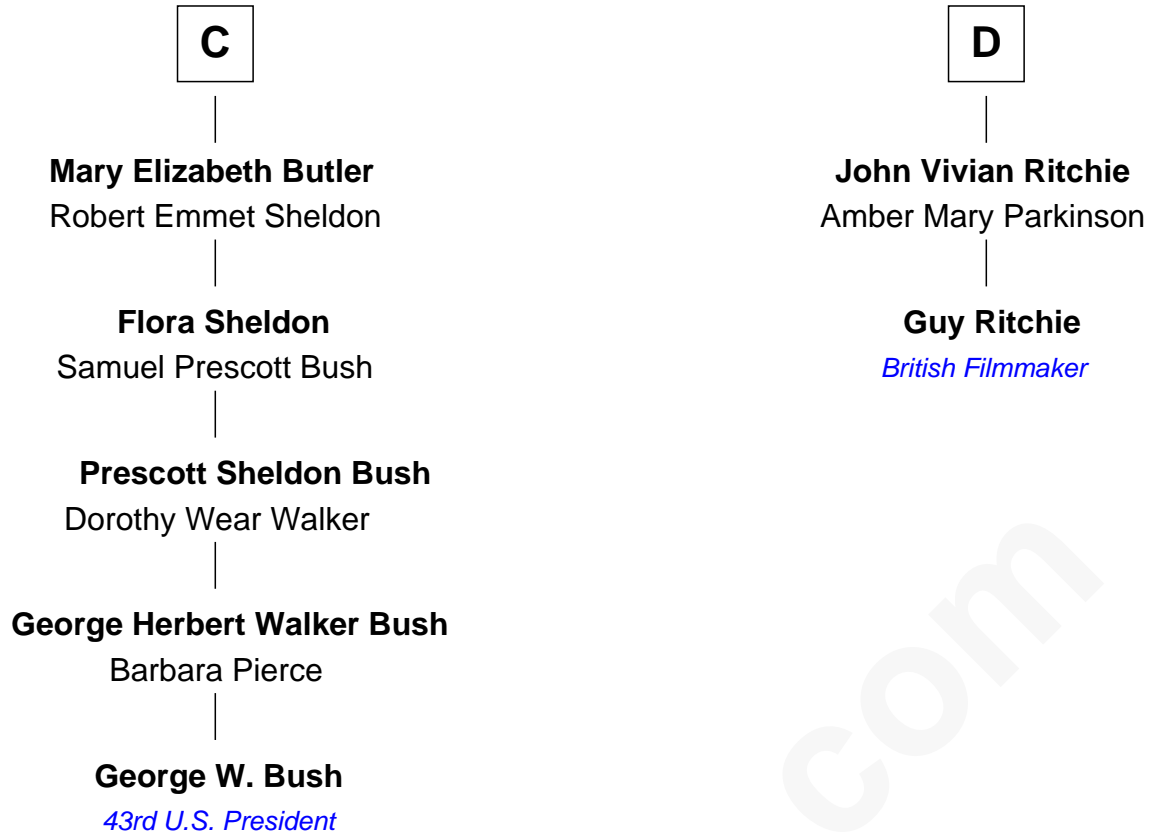 C
Mary Elizabeth Butler
Robert Emmet Sheldon
Flora Sheldon
Samuel Prescott Bush
Prescott Sheldon Bush
Dorothy Wear Walker
George Herbert Walker Bush
Barbara Pierce
George W. Bush
43rd U.S. President
D
John Vivian Ritchie
Amber Mary Parkinson
Guy Ritchie
British Filmmaker
com